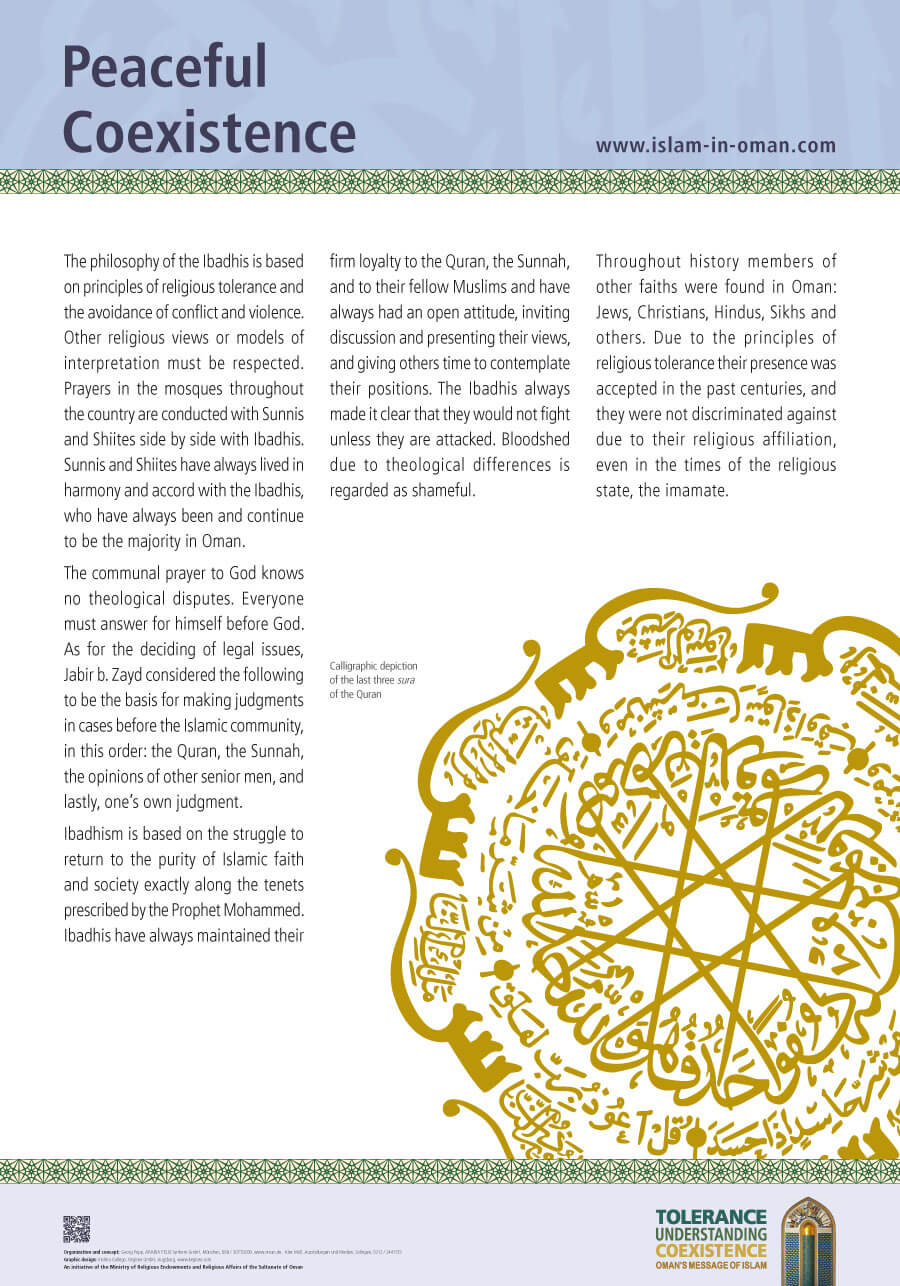 Peaceful
Coexistence
www.islam-in-oman.com
The philosophy of the Ibadhis is based
on principles of religious tolerance and
the avoidance of conflict and violence.
Other religious views or models of
interpretation must be respected.
Prayers in the mosques throughout
the country are conducted with Sunnis
and Shiites side by side with Ibadhis.
Sunnis and Shiites have always lived in
harmony and accord with the Ibadhis,
who have always been and continue
to be the majority in Oman.
The communal prayer to God knows
no theological disputes. Everyone
must answer for himself before God.
As for the deciding of legal issues,
Jabir b. Zayd considered the following
to be the basis for making judgments
in cases before the Islamic community,
in this order: the Quran, the Sunnah,
the opinions of other senior men, and
lastly, one’s own judgment.
Ibadhism is based on the struggle to
return to the purity of Islamic faith
and society exactly along the tenets
prescribed by the Prophet Mohammed.
Ibadhis have always maintained their
firm loyalty to the Quran, the Sunnah,
and to their fellow Muslims and have
always had an open attitude, inviting
discussion and presenting their views,
and giving others time to contemplate
their positions. The Ibadhis always
made it clear that they would not fight
unless they are attacked. Bloodshed
due to theological differences is
regarded as shameful.
Throughout history members of
other faiths were found in Oman:
Jews, Christians, Hindus, Sikhs and
others. Due to the principles of
religious tolerance their presence was
accepted in the past centuries, and
they were not discriminated against
due to their religious affiliation,
even in the times of the religious
state, the imamate.
Calligraphic depiction
of the last three sura
of the Quran
Organisation and concept: Georg Popp, ARABIA FELIX Synform GmbH, München, www.oman.de
Graphic design:
An initiative of the Ministry of Religious Endowments and Religious Affairs of the Sultanate of Oman
TOLERANCE
UNDERSTANDING
COEXISTENCE
OMAN'S MESSAGE OF ISLAM